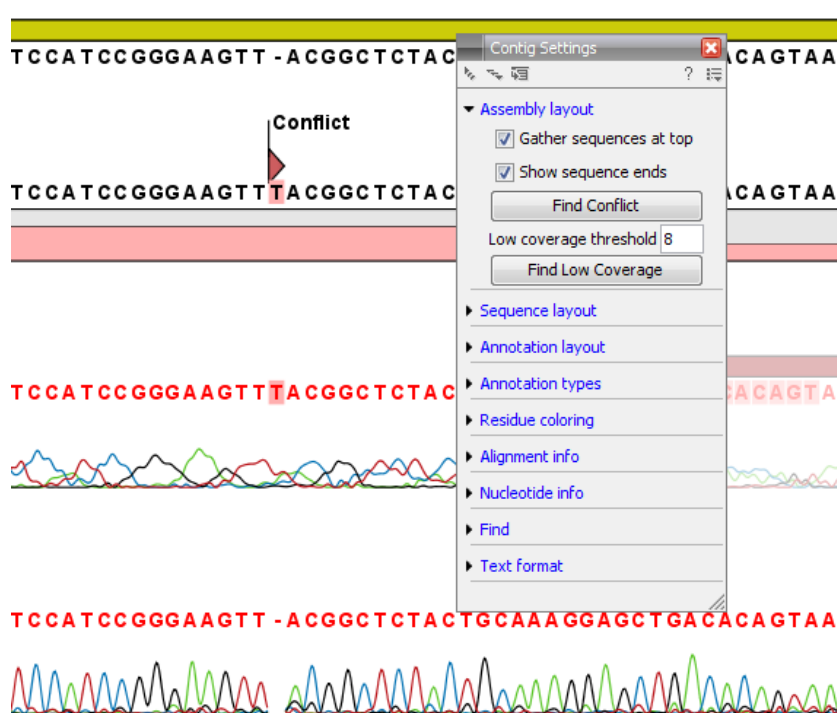 TCCATCCGGGAAGTT-ACGGCTCTAC
ACAGTAA
Conflict
TCCATCCGGGAAGTTTACGGCTCTAC
ACAGTAA
Contig Settings
?
Assembly layout
Gather sequences at top
Show sequence ends
Find Conflict
Low coverage threshold 8
Find Low Coverage
Sequence layout
Annotation layout
Annotation types
Residue coloring
Alignment info
Nucleotide info
Find
Text format
TCCATCCGGGAAGTTTACGGCTCTAC
ACAGTA
TCCATCCGGGAAGTT-ACGGCTCTACTGCAAAGGAGCTGACACAGTAA